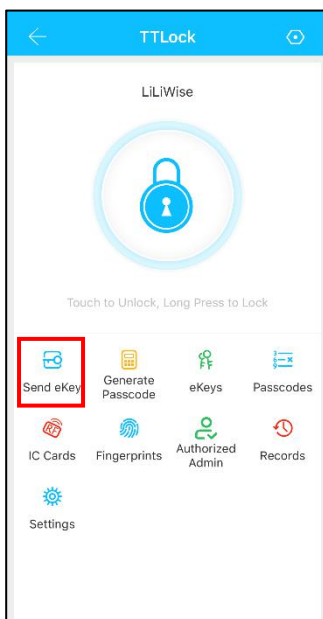 TTLock
LiLiWise
Touch to Unlock, Long Press to Lock
Send eKey
Generate
Passcode
eKeys
Passcodes
IC Cards
Fingerprints
Authorized
Admin
Records
Settings